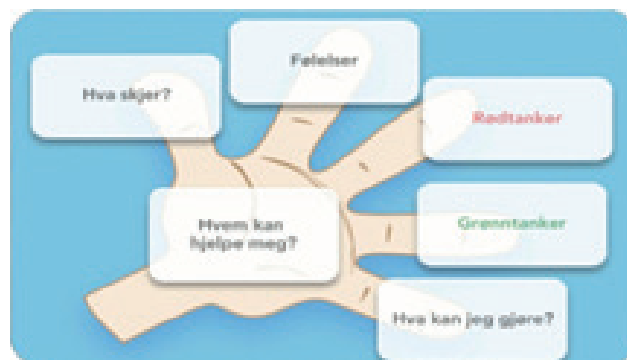 Hva skjer?
Følelser
Rødtanker
Grønntanker
Hva kan jeg gjøre?
Hvem kan
hjelpe meg?